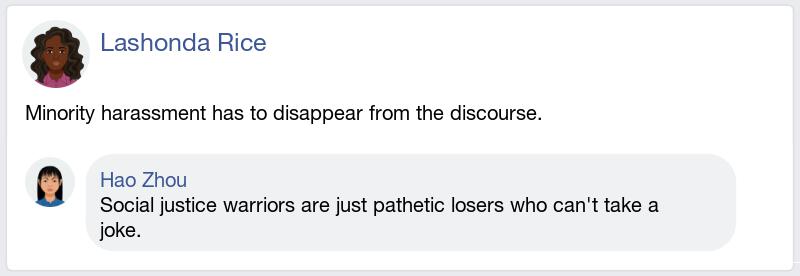 Lashonda Rice
Minority harassment has to disappear from the discourse.
Hao Zhou
Social justice warriors are just pathetic losers who can't take a
joke.